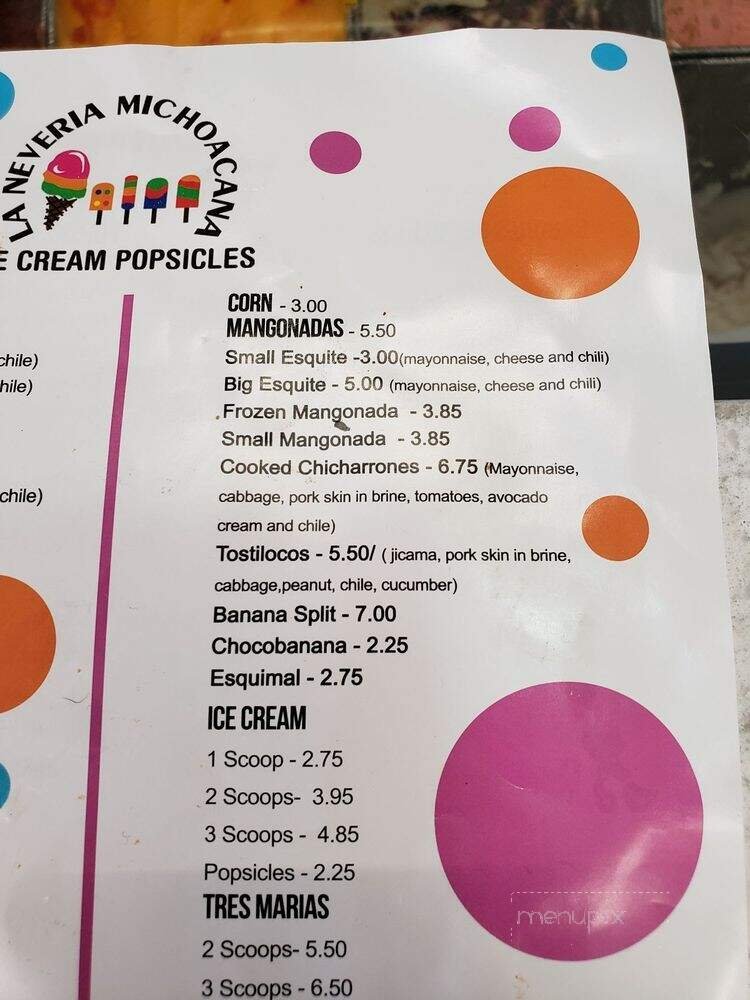 LA NEVERIA MICHOACANA
E CREAM POPSICLES
chile)
hile)
chile)
CORN - 3.00
MANGONADAS - 5.50
Small Esquite -3.00(mayonnaise, cheese and chili)
Big Esquite - 5.00 (mayonnaise, cheese and chili)
Frozen Mangonada - 3.85
Small Mangonada - 3.85
Cooked Chicharrones - 6.75 (Mayonnaise,
cabbage, pork skin in brine, tomatoes, avocado
cream and chile)
Tostilocos - 5.50/ ( jicama, pork skin in brine,
cabbage,peanut, chile, cucumber)
Banana Split - 7.00
Chocobanana - 2.25
Esquimal - 2.75
ICE CREAM
1 Scoop - 2.75
2 Scoops- 3.95
3 Scoops - 4.85
Popsicles - 2.25
TRES MARIAS
2 Scoops- 5.50
3 Scoops - 6.50
menupix